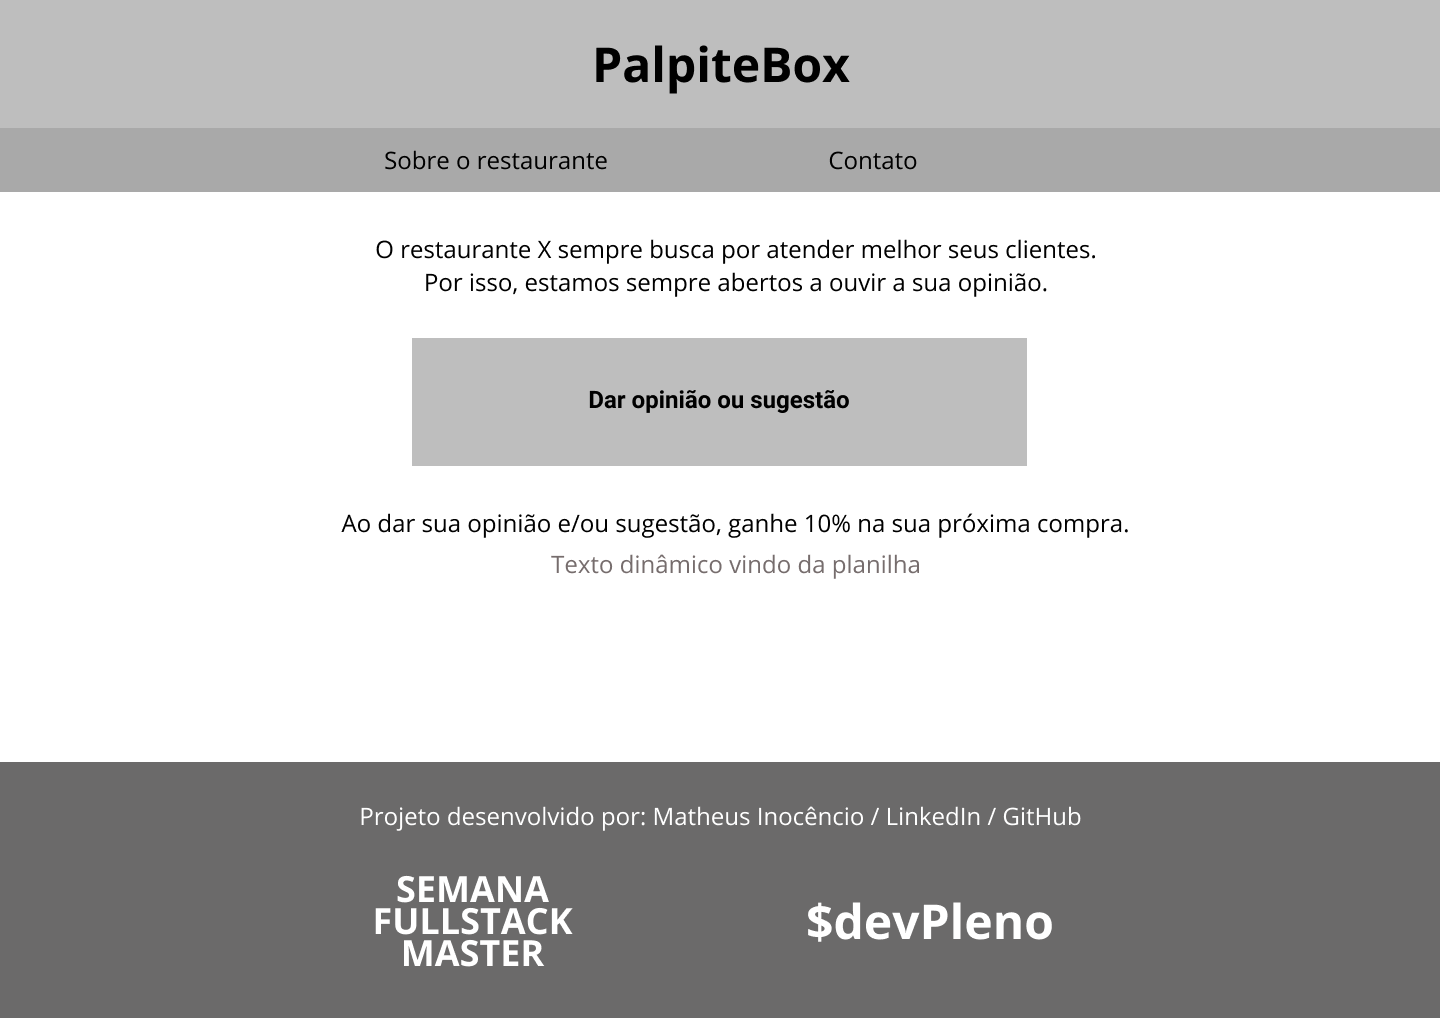 PalpiteBox
Sobre o restaurante
Contato
O restaurante X sempre busca por atender melhor seus clientes.
Por isso, estamos sempre abertos a ouvir a sua opinião.
Dar opinião ou sugestão
Ao dar sua opinião e/ou sugestão, ganhe 10% na sua próxima compra.
Texto dinâmico vindo da planilha
Projeto desenvolvido por: Matheus Inocêncio / LinkedIn / GitHub
SEMANA
FULLSTACK
MASTER
$devPleno